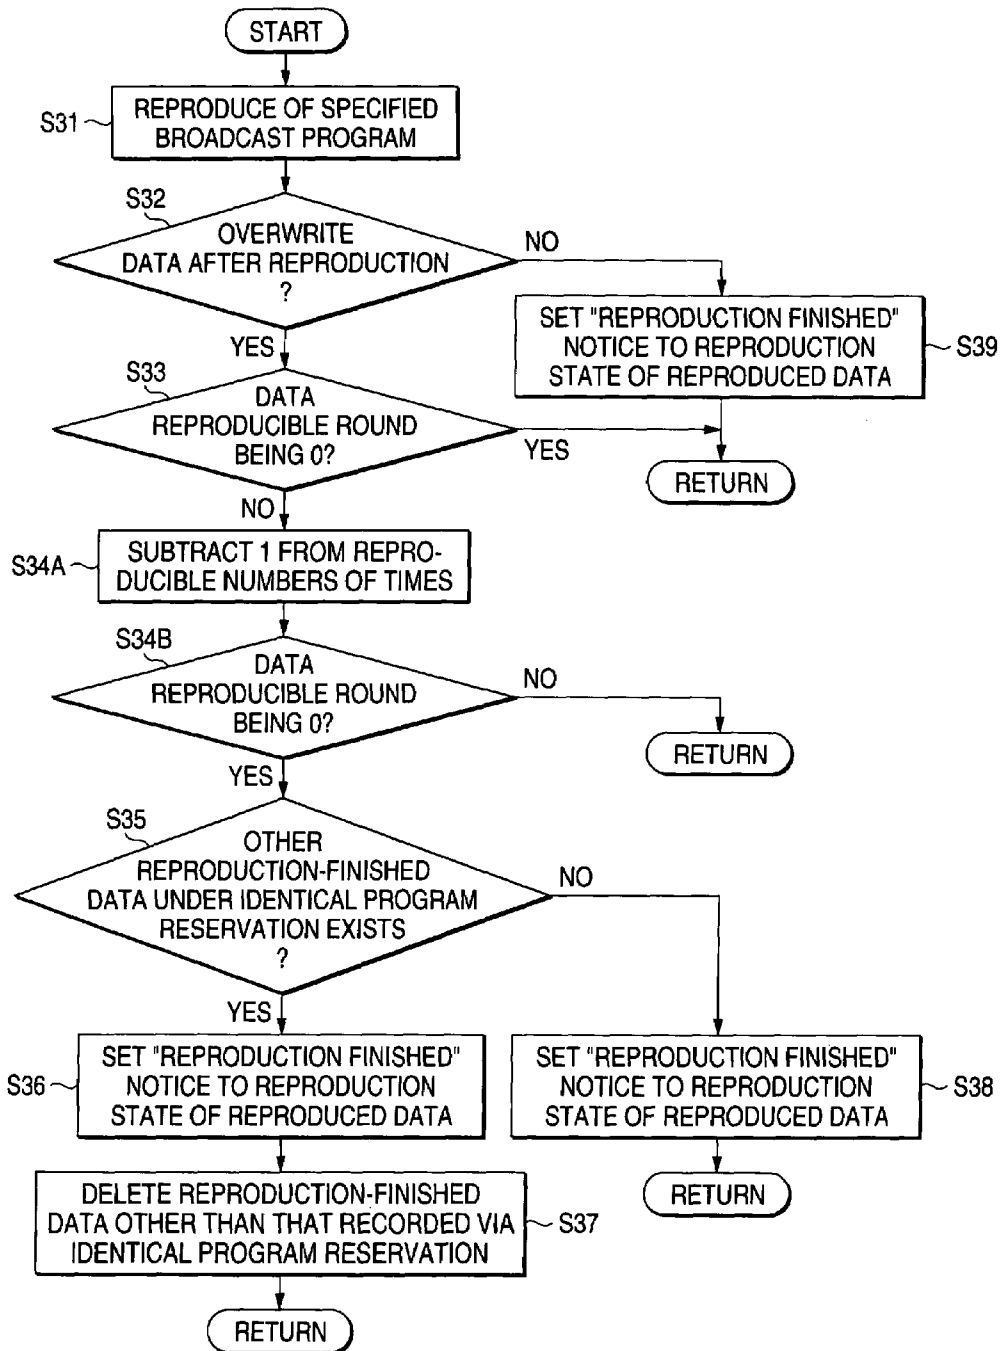 START
S31
REPRODUCE OF SPECIFIED
BROADCAST PROGRAM
S32
OVERWRITE
DATA AFTER REPRODUCTION
?
NO
YES
SET "REPRODUCTION FINISHED"
NOTICE TO REPRODUCTION
STATE OF REPRODUCED DATA
S39
S33
DATA
REPRODUCIBLE ROUND
BEING 0?
YES
RETURN
NO
S34A
SUBTRACT 1 FROM REPRO-
DUCIBLE NUMBERS OF TIMES
S34B
DATA
REPRODUCIBLE ROUND
BEING 0?
NO
RETURN
YES
S35
OTHER
REPRODUCTION-FINISHED
DATA UNDER IDENTICAL PROGRAM
RESERVATION EXISTS
?
NO
YES
S36
SET "REPRODUCTION FINISHED"
NOTICE TO REPRODUCTION
STATE OF REPRODUCED DATA
SET "REPRODUCTION FINISHED"
NOTICE TO REPRODUCTION
STATE OF REPRODUCED DATA
S38
RETURN
DELETE REPRODUCTION-FINISHED
DATA OTHER THAN THAT RECORDED VIA
IDENTICAL PROGRAM RESERVATION
S37
RETURN